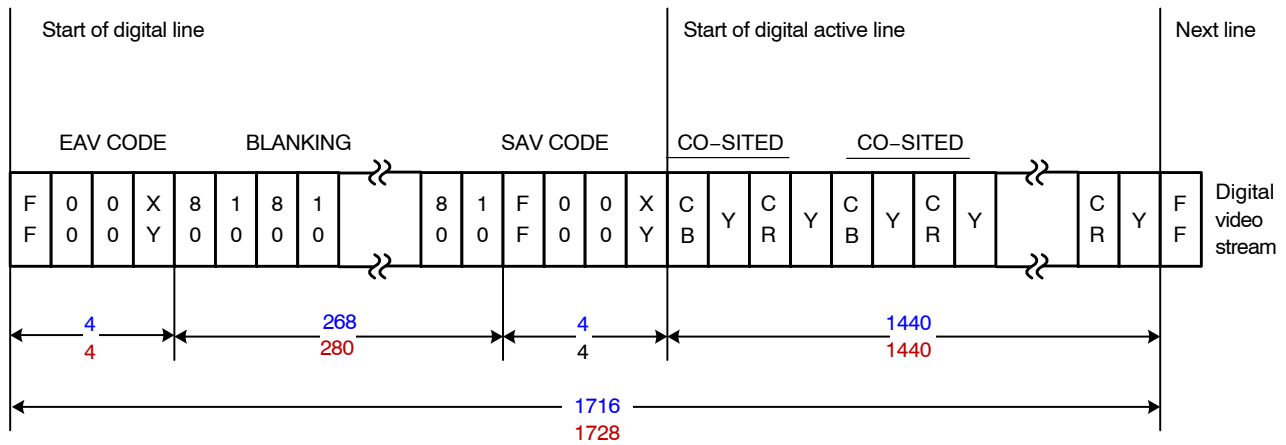 Start of digital line Start of digital active line Next line
EAV CODE BLANKING SAV CODE CO−SITED CO−SITED
F 0 0 X 8 1 8 1 8 1 F 0 0 X C C C C C F
Y Y Y Y Y
F 0 0 Y 0 0 0 0 0 0 F 0 0 Y B R B R R F
Digital
video
stream
4 268 4 1440
4 280 4 1440
1716
1728